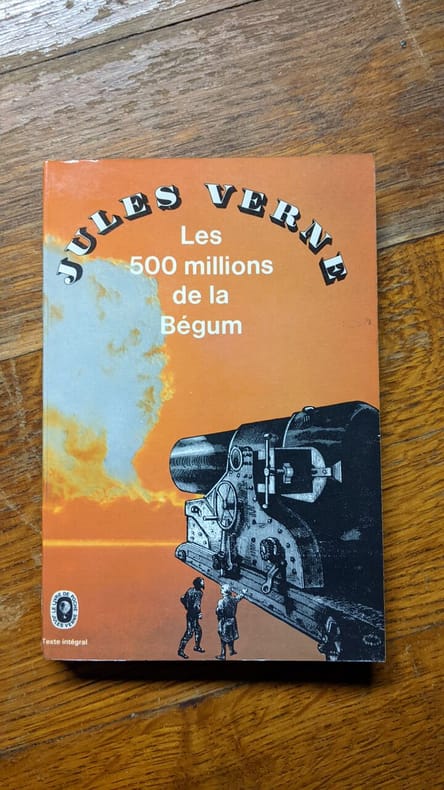 JULES VERNE
Les
500 millions
de la
Bégum
LE LIVRE DE POCHE
JULES VERNE
Texte intégral